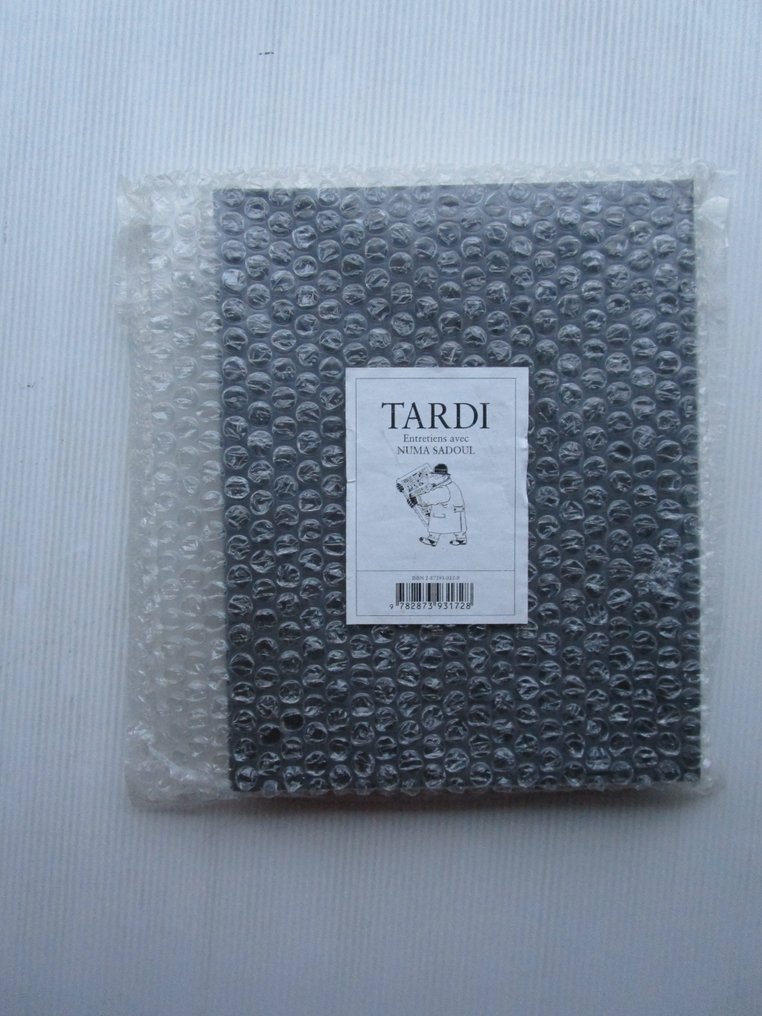 TARDI
Entretiens avec
NUMA SADOUL
9 782873 931728